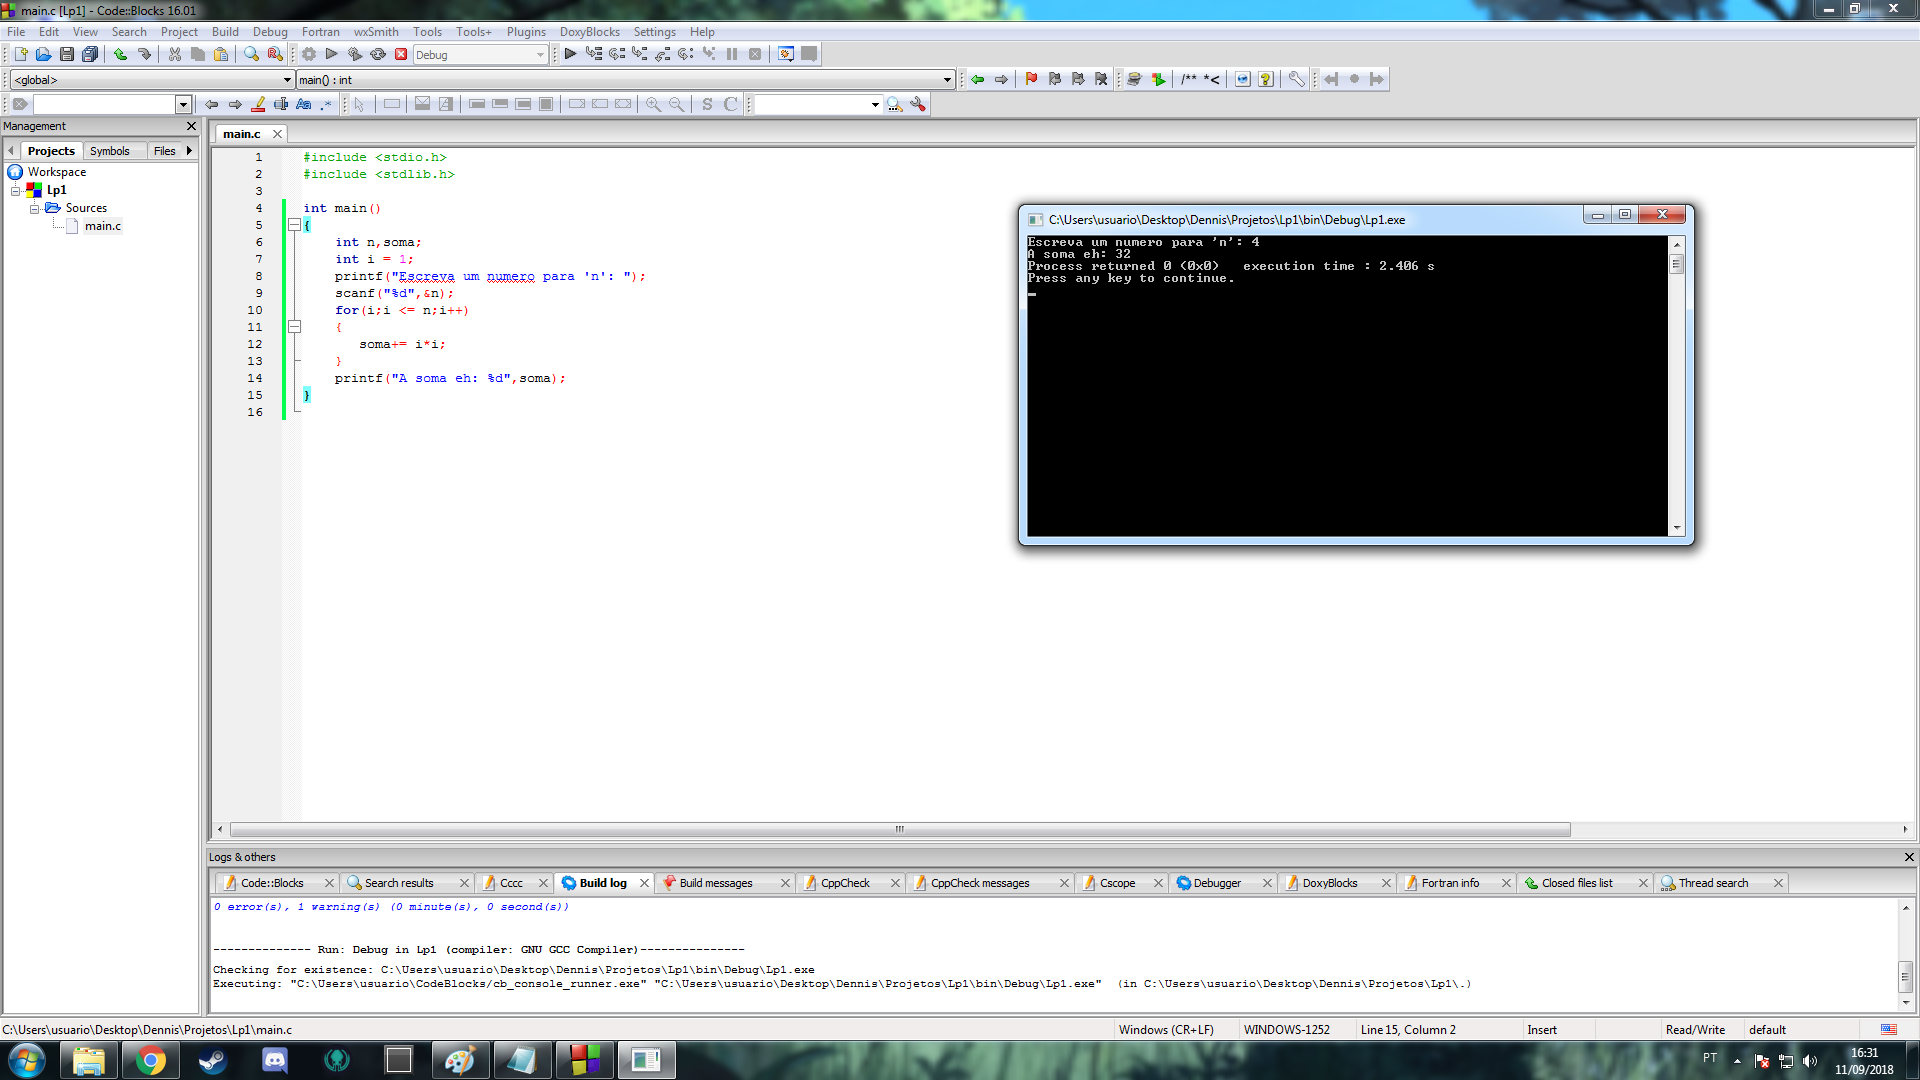 main.c [Lp1] - Code::Blocks 16.01
File Edit View Search Project Build Debug Fortran wxSmith Tools Tools+ Plugins DoxyBlocks Settings Help
Debug
<global> main() : int
/** *<
Aa .* S C
Management
Projects Symbols Files
Workspace
Lp1
Sources
main.c
main.c
1 #include <stdio.h>
2 #include <stdlib.h>
3
4 int main()
5 {
6 int n,soma;
7 int i = 1;
8 printf("Escreva um numero para 'n': ");
9 scanf("%d",&n);
10 for(i;i <= n;i++)
11 {
12 soma+= i*i;
13 }
14 printf("A soma eh: %d",soma);
15 }
16
C:\Users\usuario\Desktop\Dennis\Projetos\Lp1\bin\Debug\Lp1.exe
Escreva um numero para 'n': 4
A soma eh: 32
Process returned 0 (0x0) execution time : 2.406 s
Press any key to continue.
Logs & others
Code::Blocks Search results Cccc Build log Build messages CppCheck CppCheck messages Cscope Debugger DoxyBlocks Fortran info Closed files list Thread search
0 error(s), 1 warning(s) (0 minute(s), 0 second(s))
-------------- Run: Debug in Lp1 (compiler: GNU GCC Compiler)---------------
Checking for existence: C:\Users\usuario\Desktop\Dennis\Projetos\Lp1\bin\Debug\Lp1.exe
Executing: "C:\Users\usuario\CodeBlocks/cb_console_runner.exe" "C:\Users\usuario\Desktop\Dennis\Projetos\Lp1\bin\Debug\Lp1.exe" (in C:\Users\usuario\Desktop\Dennis\Projetos\Lp1\.)
C:\Users\usuario\Desktop\Dennis\Projetos\Lp1\main.c Windows (CR+LF) WINDOWS-1252 Line 15, Column 2 Insert Read/Write default
PT 16:31
11/09/2018